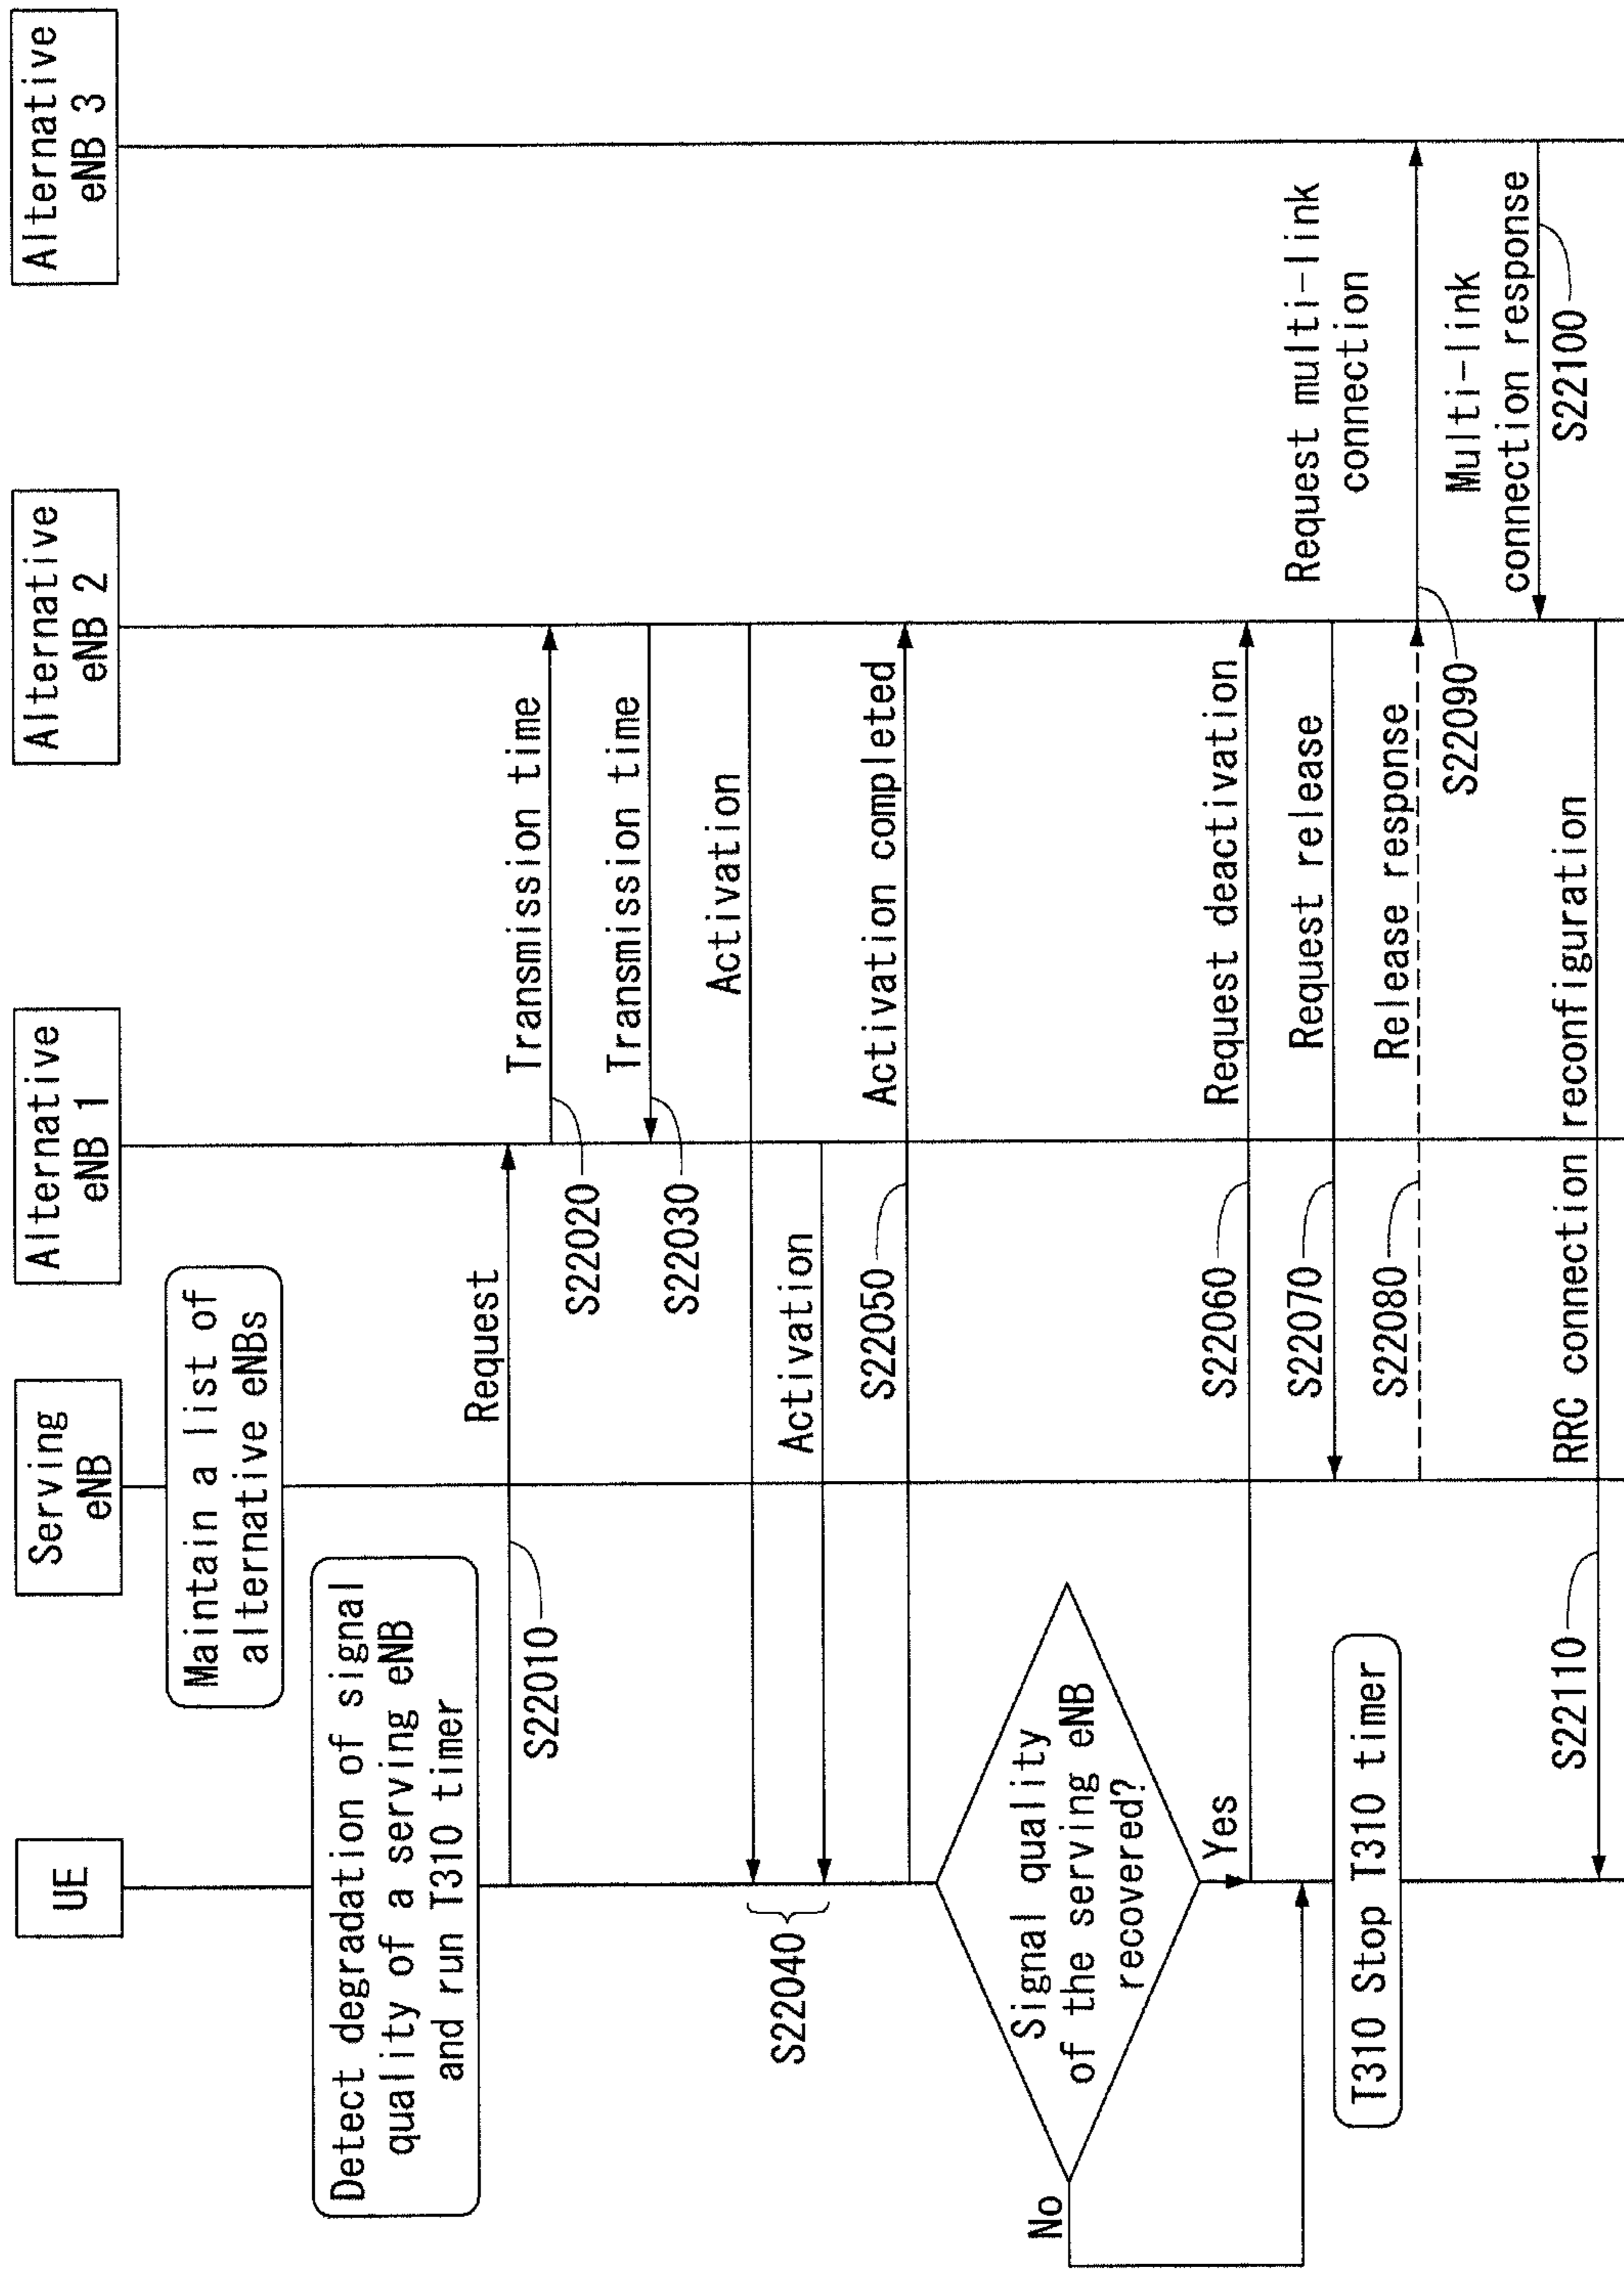 UE
Serving
eNB
Alternative
eNB 1
Alternative
eNB 2
Alternative
eNB 3
Maintain a list of
alternative eNBs
Detect degradation of signal
quality of a serving eNB
and run T310 timer
Request
S22010
Transmission time
S22020
Transmission time
S22030
Activation
Activation
S22040
Activation completed
S22050
Signal quality
of the serving eNB
recovered?
No
Yes
Request deactivation
S22060
Request release
S22070
T310 Stop T310 timer
Release response
S22080
Request multi-link
connection
S22090
Multi-link
connection response
S22100
RRC connection reconfiguration
S22110